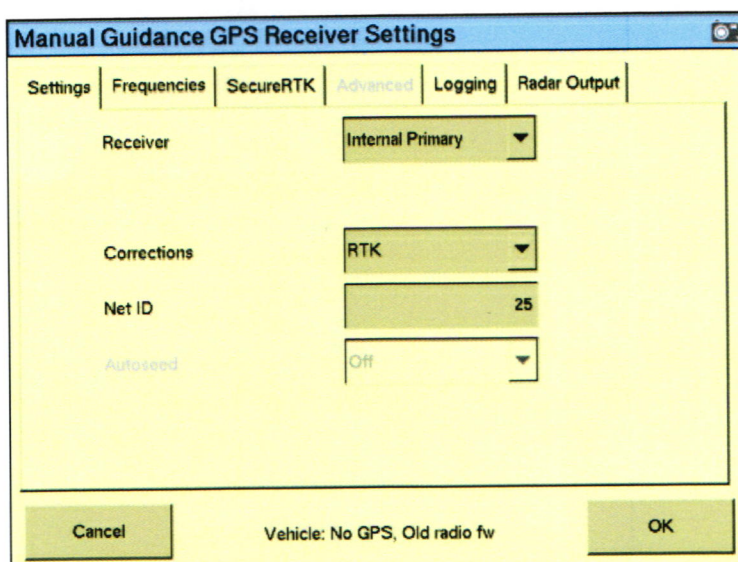 Manual Guidance GPS Receiver Settings
Settings Frequencies SecureRTK Advanced Logging Radar Output
Receiver Internal Primary
Corrections RTK
Net ID 25
Autoseed Off
Cancel Vehicle: No GPS, Old radio fw OK